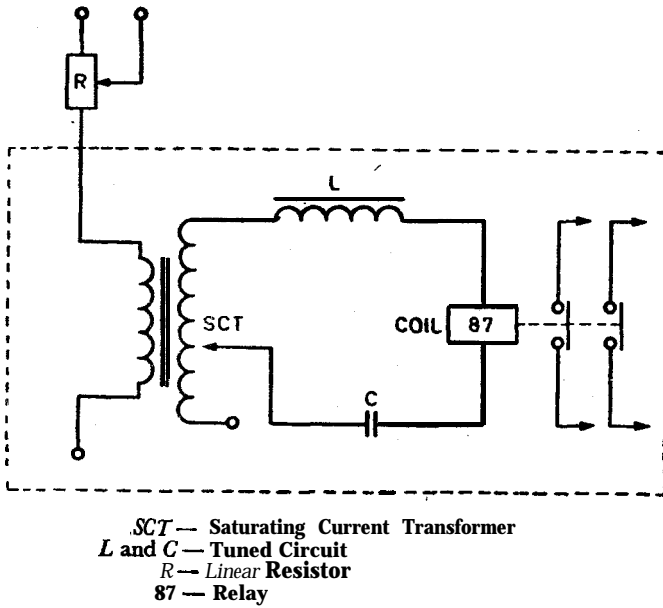 R
L
SCT
COIL 87
C
SCT — Saturating Current Transformer
L and C — Tuned Circuit
R — Linear Resistor
87 — Relay